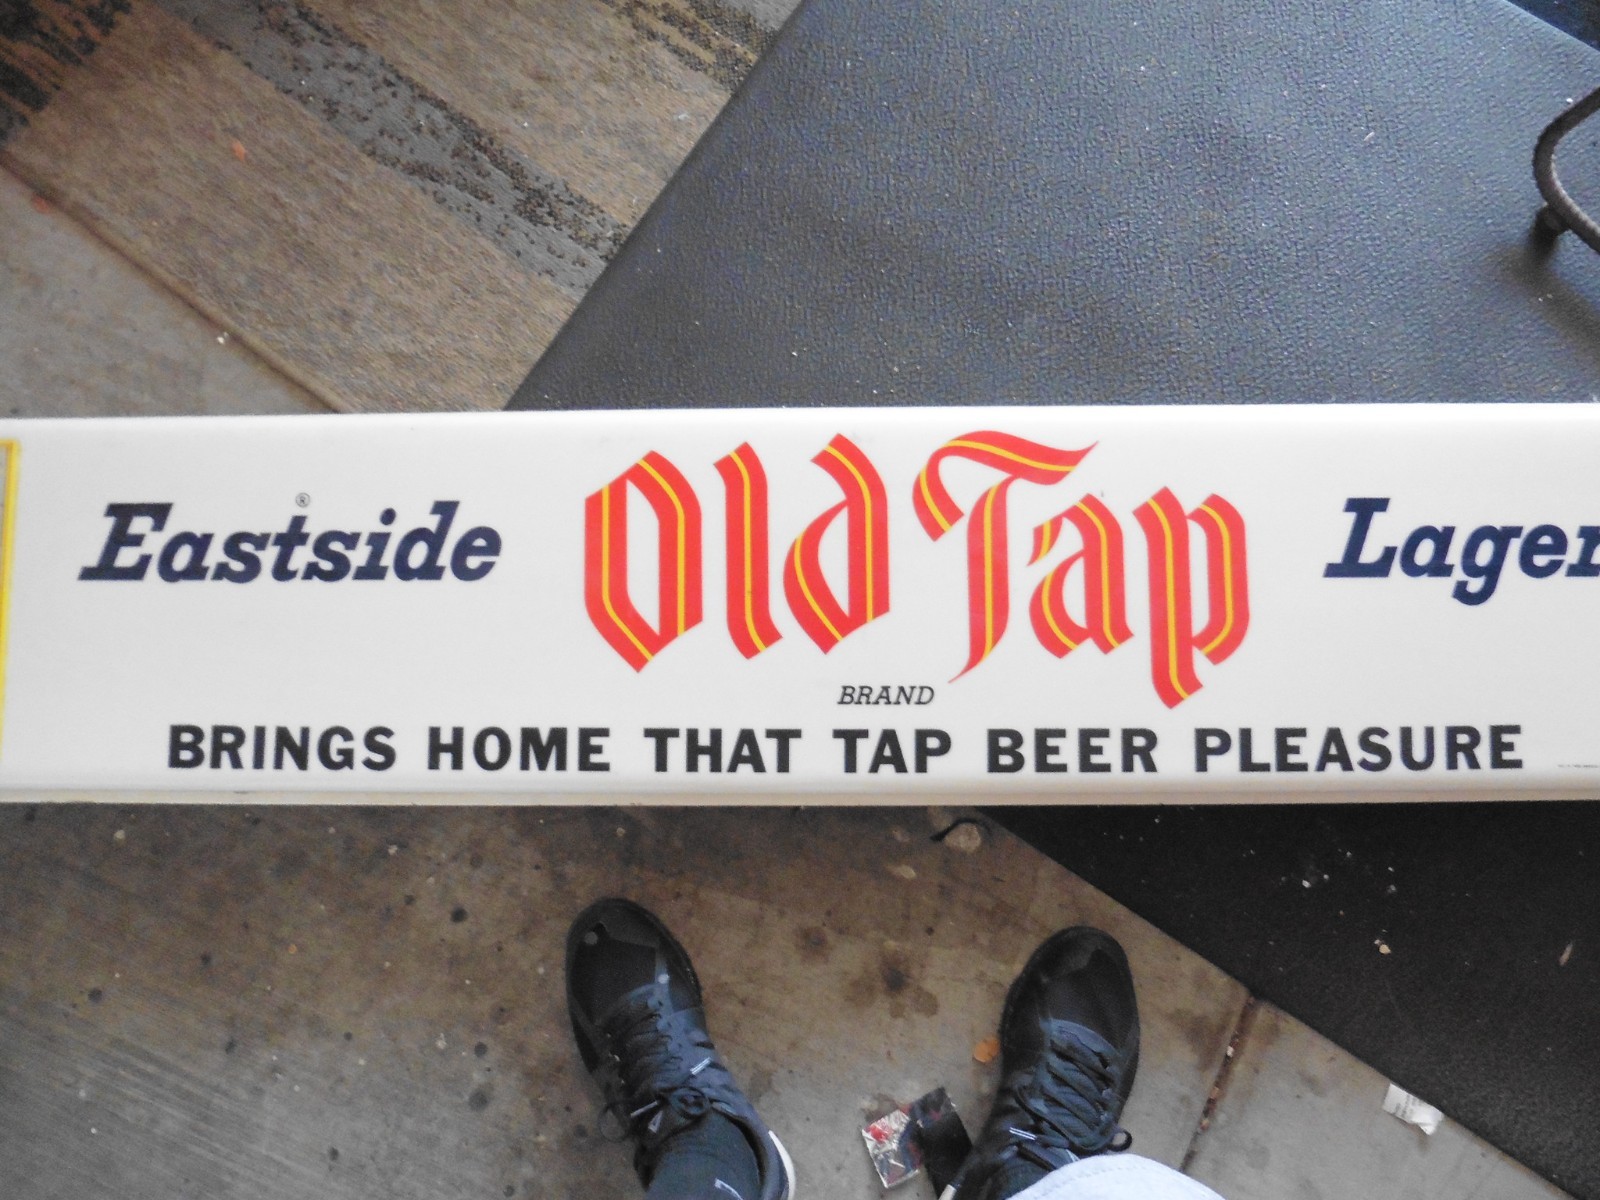 Eastside® Old Tap Lager
BRAND
BRINGS HOME THAT TAP BEER PLEASURE